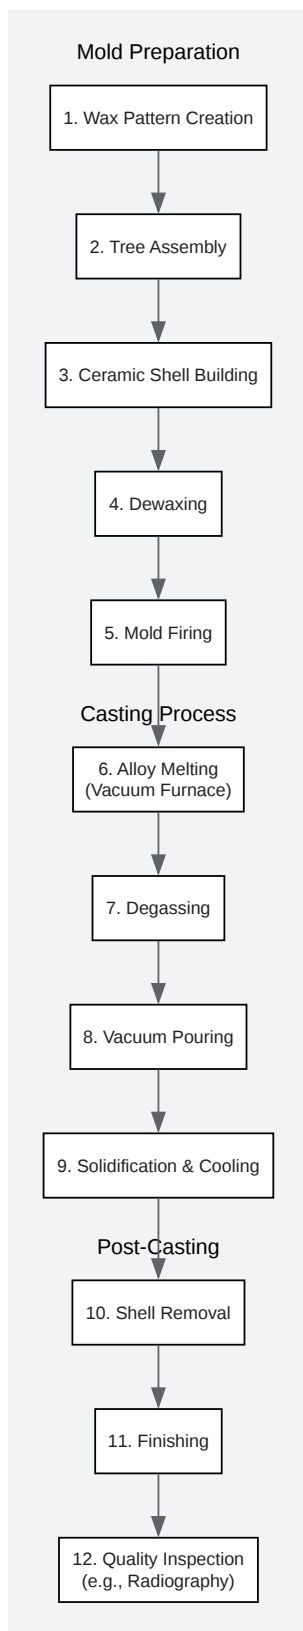 Mold Preparation
1. Wax Pattern Creation
2. Tree Assembly
3. Ceramic Shell Building
4. Dewaxing
5. Mold Firing
Casting Process
6. Alloy Melting
(Vacuum Furnace)
7. Degassing
8. Vacuum Pouring
9. Solidification & Cooling
Post-Casting
10. Shell Removal
11. Finishing
12. Quality Inspection
(e.g., Radiography)